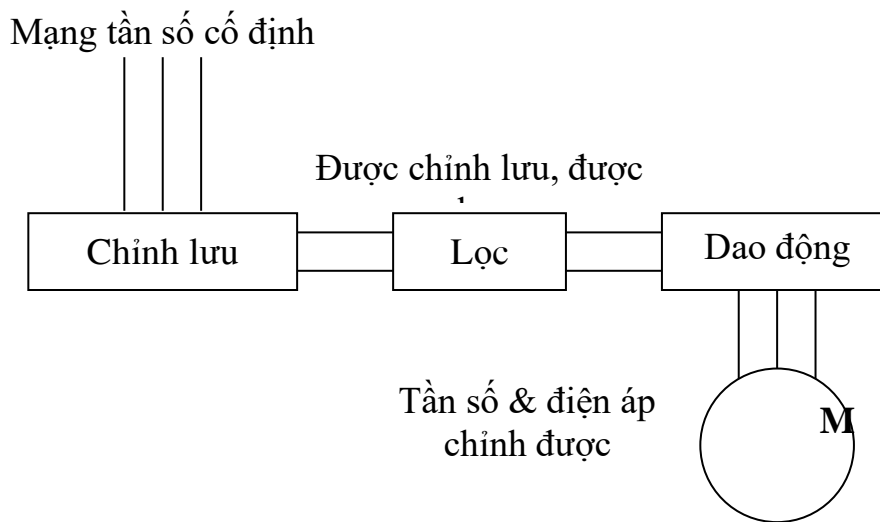 Mạng tần số cố định
Được chỉnh lưu, được
Chỉnh lưu
Lọc
Dao động
Tần số & điện áp
chỉnh được
M